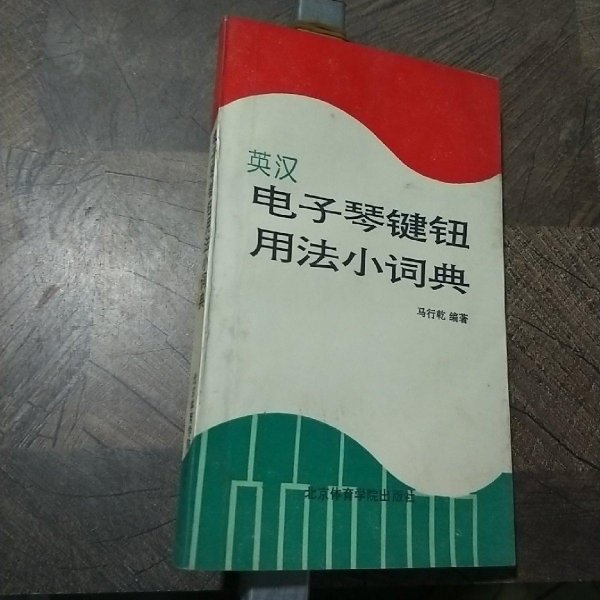 英汉
电子琴键钮
用法小词典
马行乾 编著
北京体育学院出版社